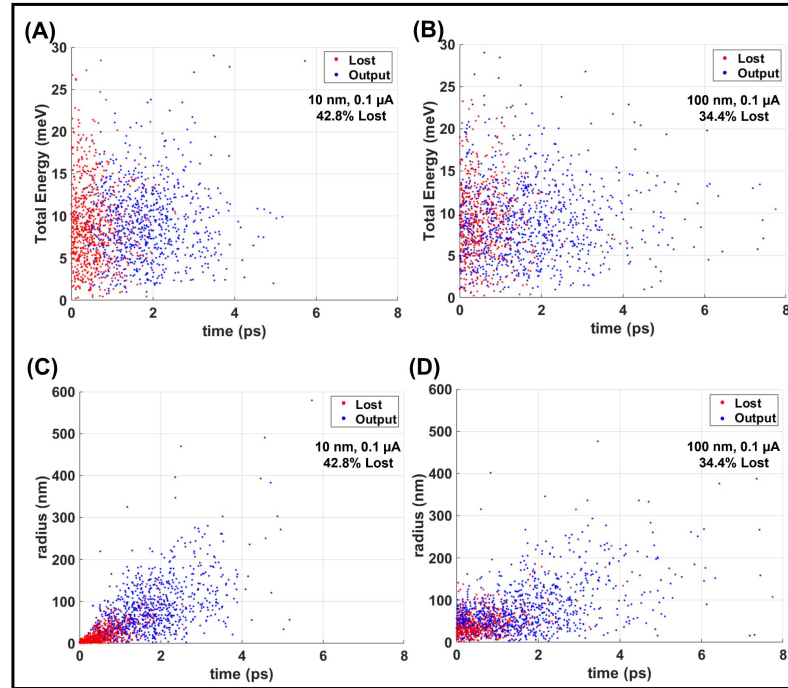 (A)
Total Energy (meV)
30
25
20
15
10
5
0
0 2 4 6 8
time (ps)
Lost
Output
10 nm, 0.1 µA
42.8% Lost
(B)
Total Energy (meV)
30
25
20
15
10
5
0
0 2 4 6 8
time (ps)
Lost
Output
100 nm, 0.1 µA
34.4% Lost
(C)
radius (nm)
600
500
400
300
200
100
0
0 2 4 6 8
time (ps)
Lost
Output
10 nm, 0.1 µA
42.8% Lost
(D)
radius (nm)
600
500
400
300
200
100
0
0 2 4 6 8
time (ps)
Lost
Output
100 nm, 0.1 µA
34.4% Lost